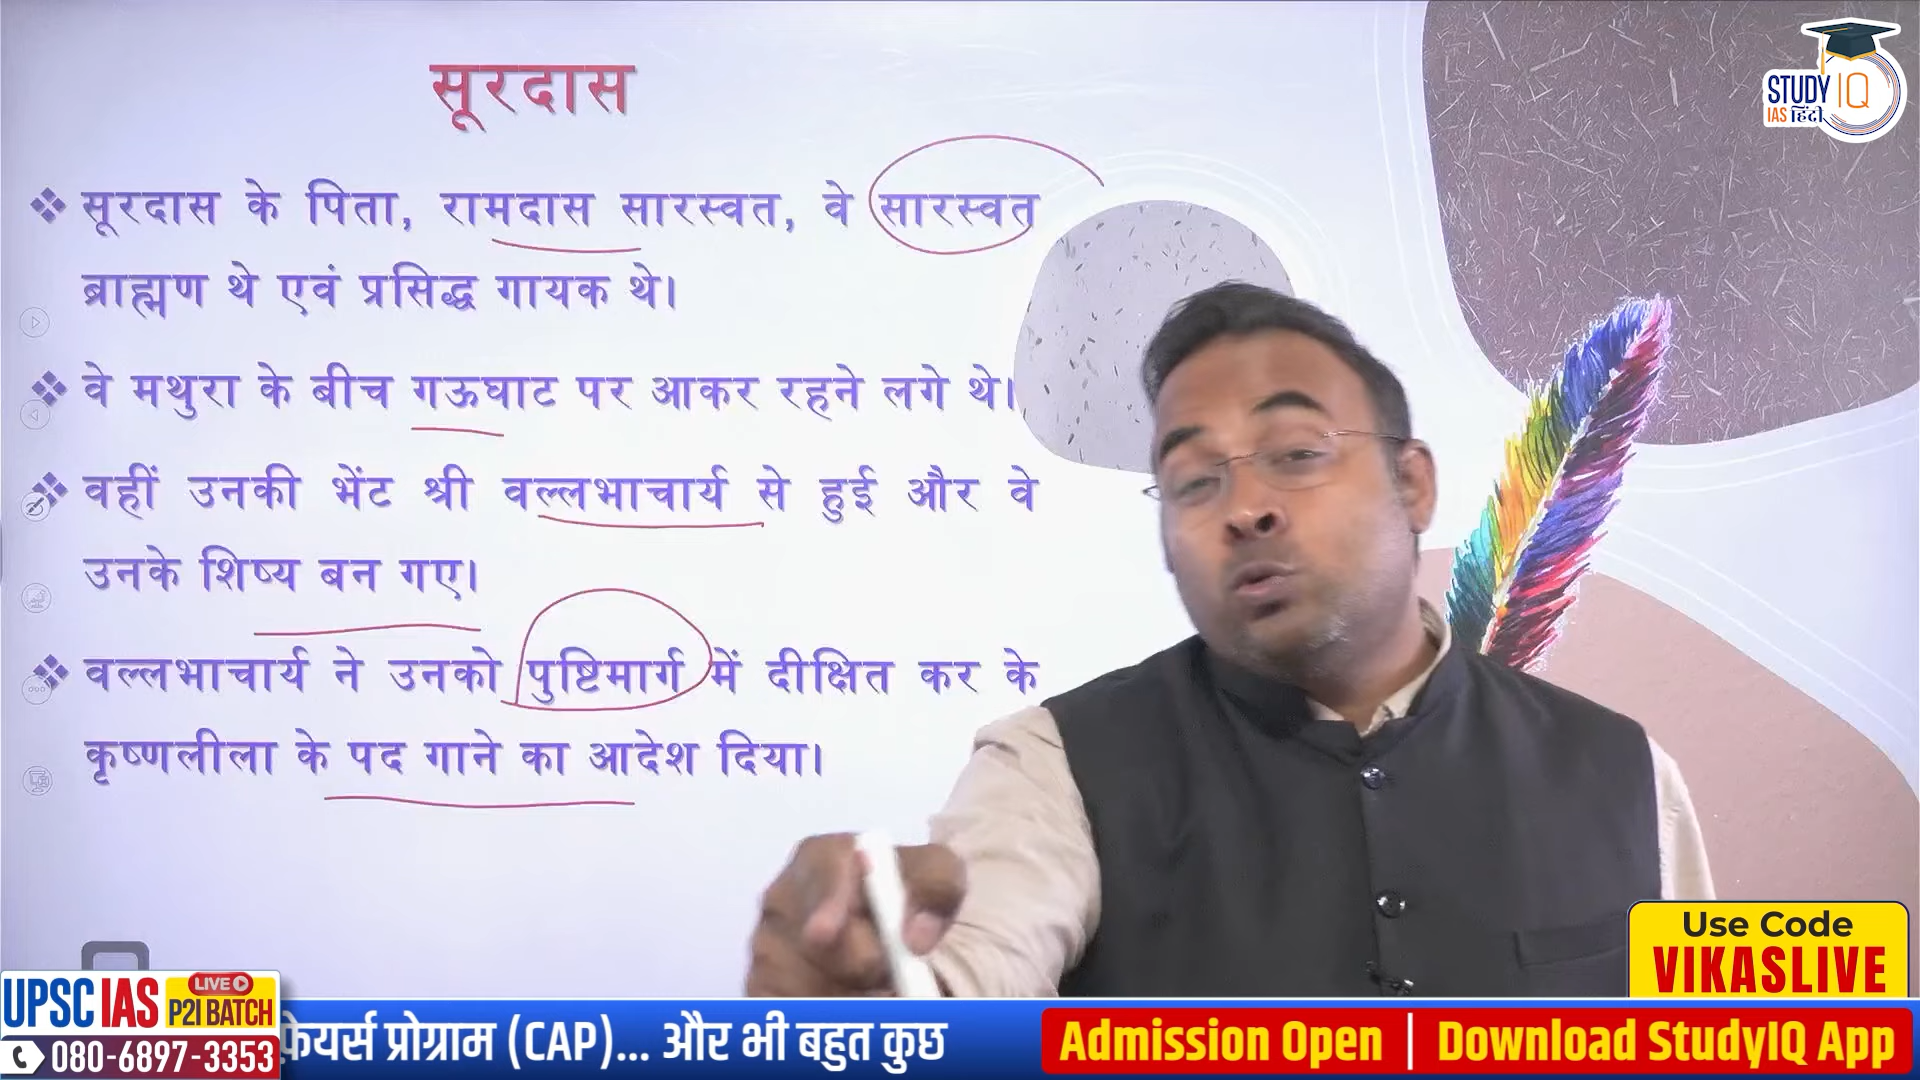 सूरदास
सूरदास के पिता, रामदास सारस्वत, वे सारस्वत
ब्राह्मण थे एवं प्रसिद्ध गायक थे।
वे मथुरा के बीच गऊघाट पर आकर रहने लगे थे।
वहीं उनकी भेंट श्री वल्लभाचार्य से हुई और वे
उनके शिष्य बन गए।
वल्लभाचार्य ने उनको पुष्टिमार्ग में दीक्षित कर के
कृष्णलीला के पद गाने का आदेश दिया।
STUDY IQ
IAS हिंदी
Use Code
VIKASLIVE
UPSC IAS
LIVE
P2I BATCH
080-6897-3353
फ़ेयर्स प्रोग्राम (CAP)... और भी बहुत कुछ
Admission Open | Download StudyIQ App